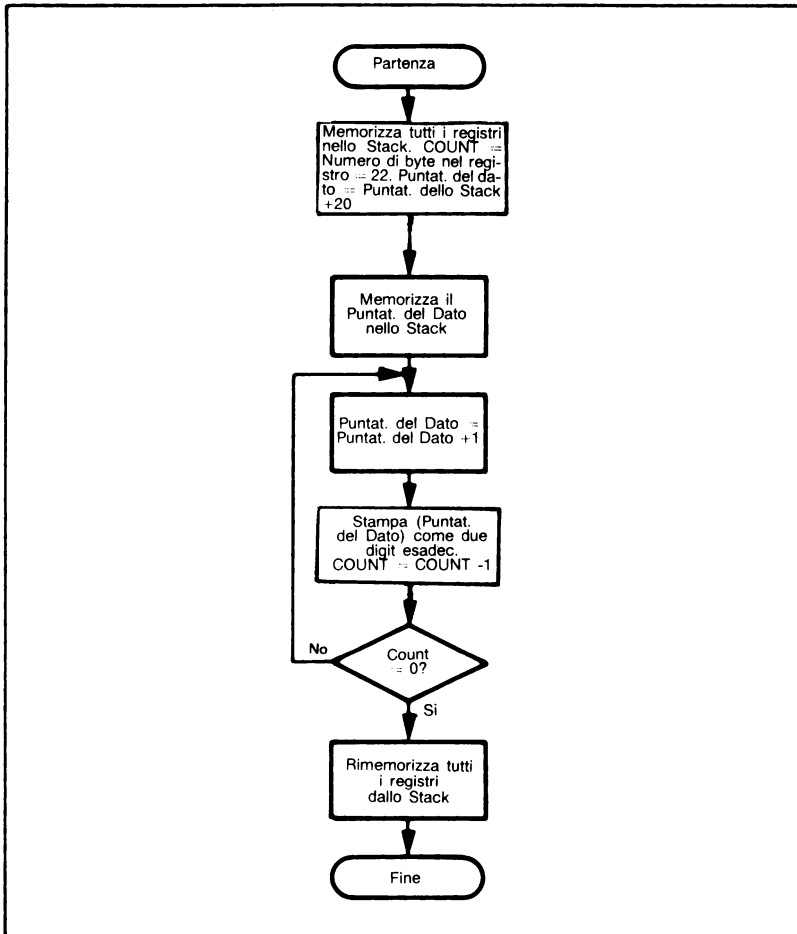 Partenza
Memorizza tutti i registri
nello Stack. COUNT =
Numero di byte nel regi-
stro = 22. Puntat. del da-
to = Puntat. dello Stack
+20
Memorizza il
Puntat. del Dato
nello Stack
Puntat. del Dato =
Puntat. del Dato +1
Stampa (Puntat.
del Dato) come due
digit esadec.
COUNT = COUNT -1
No
Count
= 0?
Sì
Rimemorizza tutti
i registri
dallo Stack
Fine